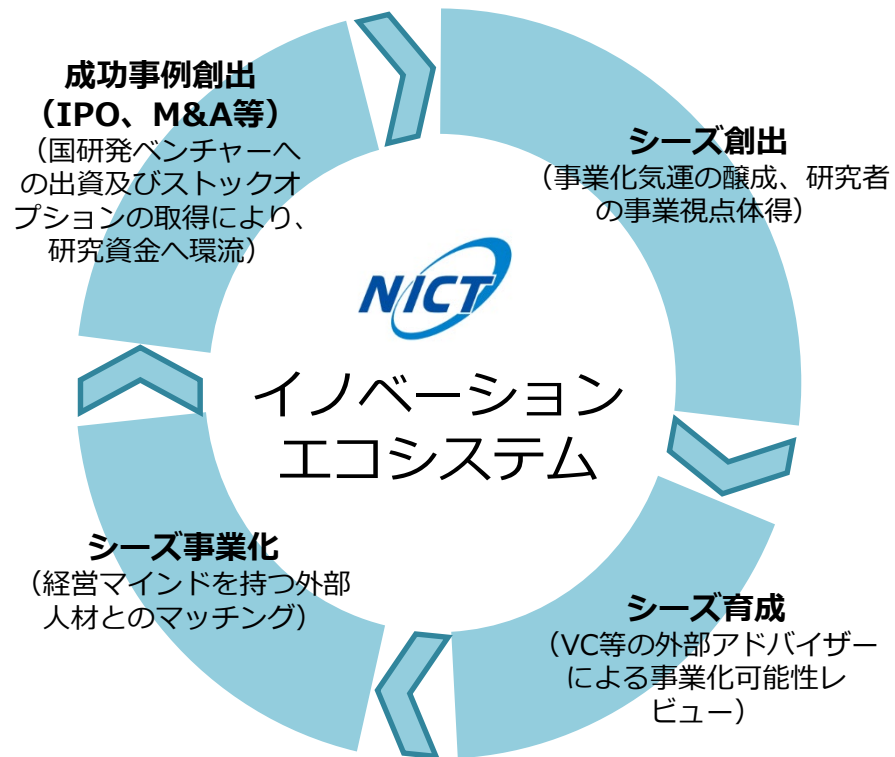 成功事例創出
（IPO、M&A等）
（国研発ベンチャーへ
の出資及びストックオ
プションの取得により、
研究資金へ環流）
シーズ創出
（事業化気運の醸成、研究者
の事業視点体得）
NICT
イノベーション
エコシステム
シーズ事業化
（経営マインドを持つ外部
人材とのマッチング）
シーズ育成
（VC等の外部アドバイザー
による事業化可能性レ
ビュー）